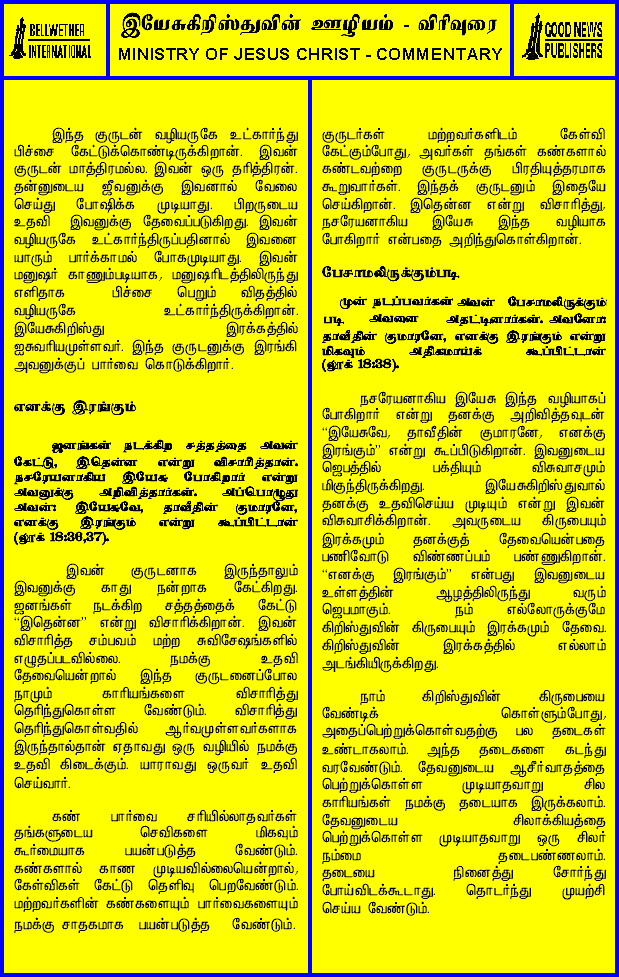 BELLWETHER
INTERNATIONAL
இயேசுகிறிஸ்துவின் ஊழியம் - விரிவுரை
MINISTRY OF JESUS CHRIST - COMMENTARY
GOOD NEWS
PUBLISHERS
இந்த குருடன் வழியருகே உட்கார்ந்து
பிச்சை கேட்டுக்கொண்டிருக்கிறான். இவன்
குருடன் மாத்திரமல்ல. இவன் ஒரு தரித்திரன்.
தன்னுடைய ஜீவனுக்கு இவனால் வேலை
செய்து போஷிக்க முடியாது. பிறருடைய
உதவி இவனுக்கு தேவைப்படுகிறது. இவன்
வழியருகே உட்கார்ந்திருப்பதினால் இவனை
யாரும் பார்க்காமல் போகமுடியாது. இவன்
மனுஷர் காணும்படியாக, மனுஷரிடத்திலிருந்து
எளிதாக பிச்சை பெறும் விதத்தில்
வழியருகே உட்கார்ந்திருக்கிறான்.
இயேசுகிறிஸ்து இரக்கத்தில்
ஐசுவரியமுள்ளவர். இந்த குருடனுக்கு இரங்கி
அவனுக்குப் பார்வை கொடுக்கிறார்.
எனக்கு இரங்கும்
ஜனங்கள் நடக்கிற சத்தத்தை அவன்
கேட்டு, இதென்ன என்று விசாரித்தான்.
நசரேயனாகிய இயேசு போகிறார் என்று
அவனுக்கு அறிவித்தார்கள். அப்பொழுது
அவன்: இயேசுவே, தாவீதின் குமாரனே,
எனக்கு இரங்கும் என்று கூப்பிட்டான்
(லூக் 18:36,37).
இவன் குருடனாக இருந்தாலும்
இவனுக்கு காது நன்றாக கேட்கிறது.
ஜனங்கள் நடக்கிற சத்தத்தைக் கேட்டு
“இதென்ன” என்று விசாரிக்கிறான். இவன்
விசாரித்த சம்பவம் மற்ற சுவிசேஷங்களில்
எழுதப்படவில்லை. நமக்கு உதவி
தேவையென்றால் இந்த குருடனைப்போல
நாமும் காரியங்களை விசாரித்து
தெரிந்துகொள்ள வேண்டும். விசாரித்து
தெரிந்துகொள்வதில் ஆர்வமுள்ளவர்களாக
இருந்தால்தான் ஏதாவது ஒரு வழியில் நமக்கு
உதவி கிடைக்கும். யாராவது ஒருவர் உதவி
செய்வார்.
கண் பார்வை சரியில்லாதவர்கள்
தங்களுடைய செவிகளை மிகவும்
கூர்மையாக பயன்படுத்த வேண்டும்.
கண்களால் காண முடியவில்லையென்றால்,
கேள்விகள் கேட்டு தெளிவு பெறவேண்டும்.
மற்றவர்களின் கண்களையும் பார்வைகளையும்
நமக்கு சாதகமாக பயன்படுத்த வேண்டும்.
குருடர்கள் மற்றவர்களிடம் கேள்வி
கேட்கும்போது, அவர்கள் தங்கள் கண்களால்
கண்டவற்றை குருடருக்கு பிரதியுத்தரமாக
கூறுவார்கள். இந்தக் குருடனும் இதையே
செய்கிறான். இதென்ன என்று விசாரித்து,
நசரேயனாகிய இயேசு இந்த வழியாக
போகிறார் என்பதை அறிந்துகொள்கிறான்.
பேசாமலிருக்கும்படி
முன் நடப்பவர்கள் அவன் பேசாமலிருக்கும்
படி அவனை அதட்டினார்கள். அவனோ:
தாவீதின் குமாரனே, எனக்கு இரங்கும் என்று
மிகவும் அதிகமாய்க் கூப்பிட்டான்
(லூக் 18:38).
நசரேயனாகிய இயேசு இந்த வழியாகப்
போகிறார் என்று தனக்கு அறிவித்தவுடன்
“இயேசுவே, தாவீதின் குமாரனே, எனக்கு
இரங்கும்” என்று கூப்பிடுகிறான். இவனுடைய
ஜெபத்தில் பக்தியும் விசுவாசமும்
மிகுந்திருக்கிறது. இயேசுகிறிஸ்துவால்
தனக்கு உதவிசெய்ய முடியும் என்று இவன்
விசுவாசிக்கிறான். அவருடைய கிருபையும்
இரக்கமும் தனக்குத் தேவையென்பதை
பணிவோடு விண்ணப்பம் பண்ணுகிறான்.
“எனக்கு இரங்கும்” என்பது இவனுடைய
உள்ளத்தின் ஆழத்திலிருந்து வரும்
ஜெபமாகும். நம் எல்லோருக்குமே
கிறிஸ்துவின் கிருபையும் இரக்கமும் தேவை.
கிறிஸ்துவின் இரக்கத்தில் எல்லாம்
அடங்கியிருக்கிறது.
நாம் கிறிஸ்துவின் கிருபையை
வேண்டிக் கொள்ளும்போது,
அதைப்பெற்றுக்கொள்வதற்கு பல தடைகள்
உண்டாகலாம். அந்த தடைகளை கடந்து
வரவேண்டும். தேவனுடைய ஆசீர்வாதத்தை
பெற்றுக்கொள்ள முடியாதவாறு சில
காரியங்கள் நமக்கு தடையாக இருக்கலாம்.
தேவனுடைய சிலாக்கியத்தை
பெற்றுக்கொள்ள முடியாதவாறு ஒரு சிலர்
நம்மை தடைபண்ணலாம்.
தடையை நினைத்து சோர்ந்து
போய்விடக்கூடாது. தொடர்ந்து முயற்சி
செய்ய வேண்டும்.